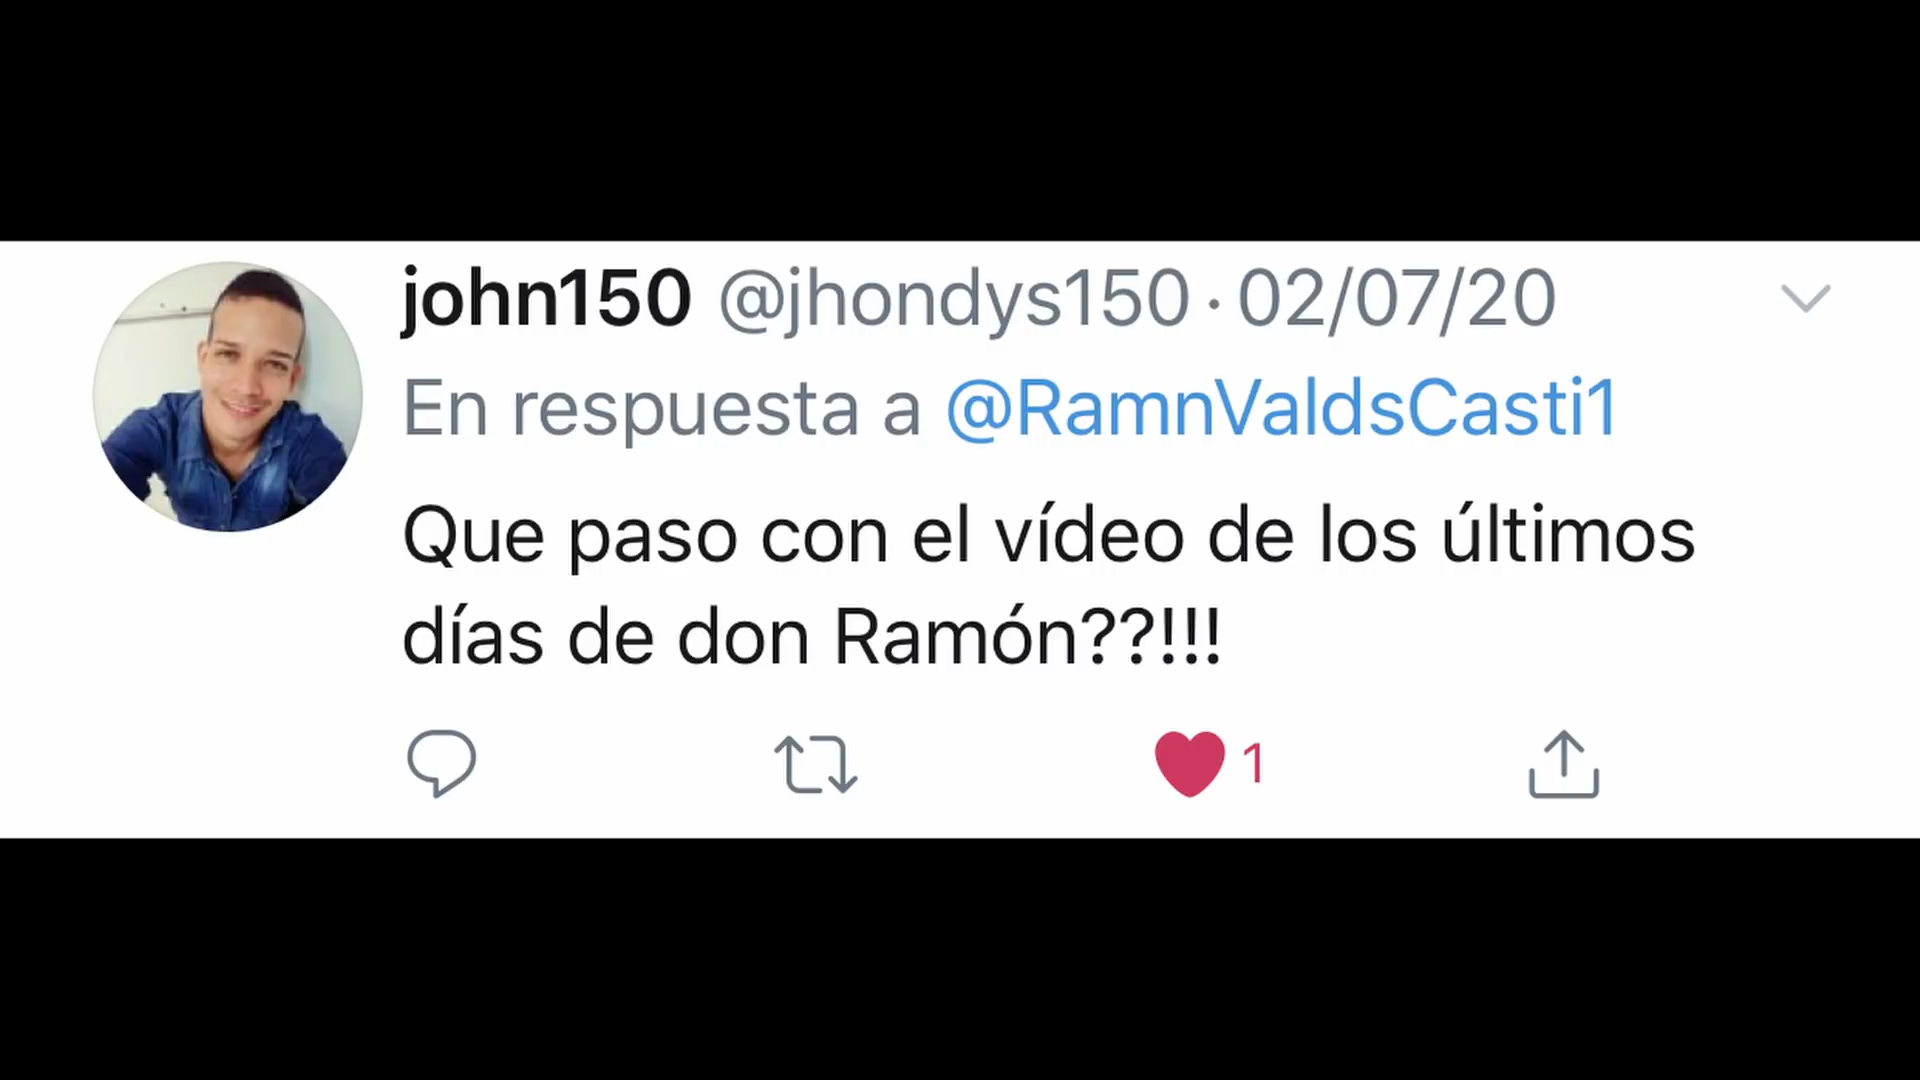 john150 @jhondys150 · 02/07/20
En respuesta a @RamnValdsCasti1
Que paso con el vídeo de los últimos
días de don Ramón??!!!
1